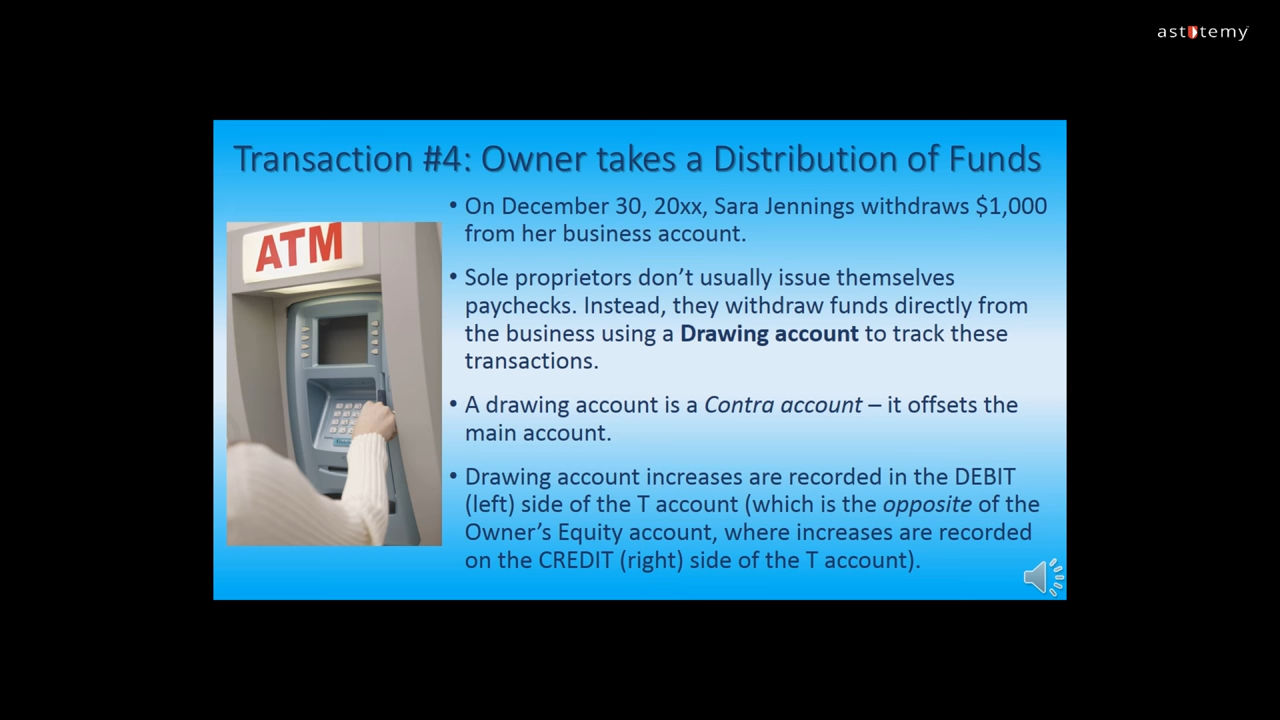 astutemy
Transaction #4: Owner takes a Distribution of Funds
• On December 30, 20xx, Sara Jennings withdraws $1,000
from her business account.
ATM
• Sole proprietors don’t usually issue themselves
paychecks. Instead, they withdraw funds directly from
the business using a Drawing account to track these
transactions.
• A drawing account is a Contra account – it offsets the
main account.
• Drawing account increases are recorded in the DEBIT
(left) side of the T account (which is the opposite of the
Owner’s Equity account, where increases are recorded
on the CREDIT (right) side of the T account).